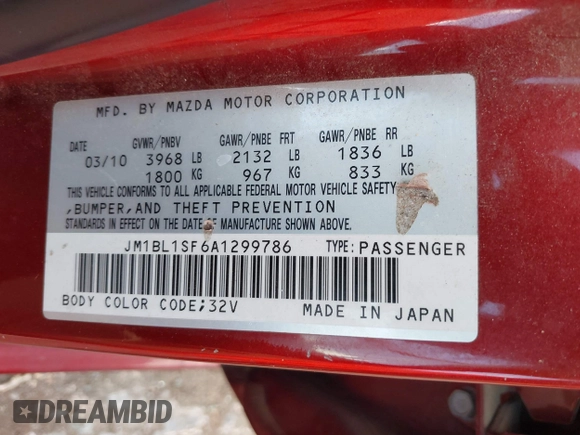 MFD. BY MAZDA MOTOR CORPORATION
DATE GVWR/PNBV GAWR/PNBE FRT GAWR/PNBE RR
03/10 3968 LB 2132 LB 1836 LB
1800 KG 967 KG 833 KG
THIS VEHICLE CONFORMS TO ALL APPLICABLE FEDERAL MOTOR VEHICLE SAFETY
,BUMPER,AND THEFT PREVENTION
STANDARDS IN EFFECT ON THE DATE OF MANUFACTURE SHOWN ABOVE.
JM1BL1SF6A1299786 TYPE:PASSENGER
BODY COLOR CODE;32V MADE IN JAPAN
DREAMBID